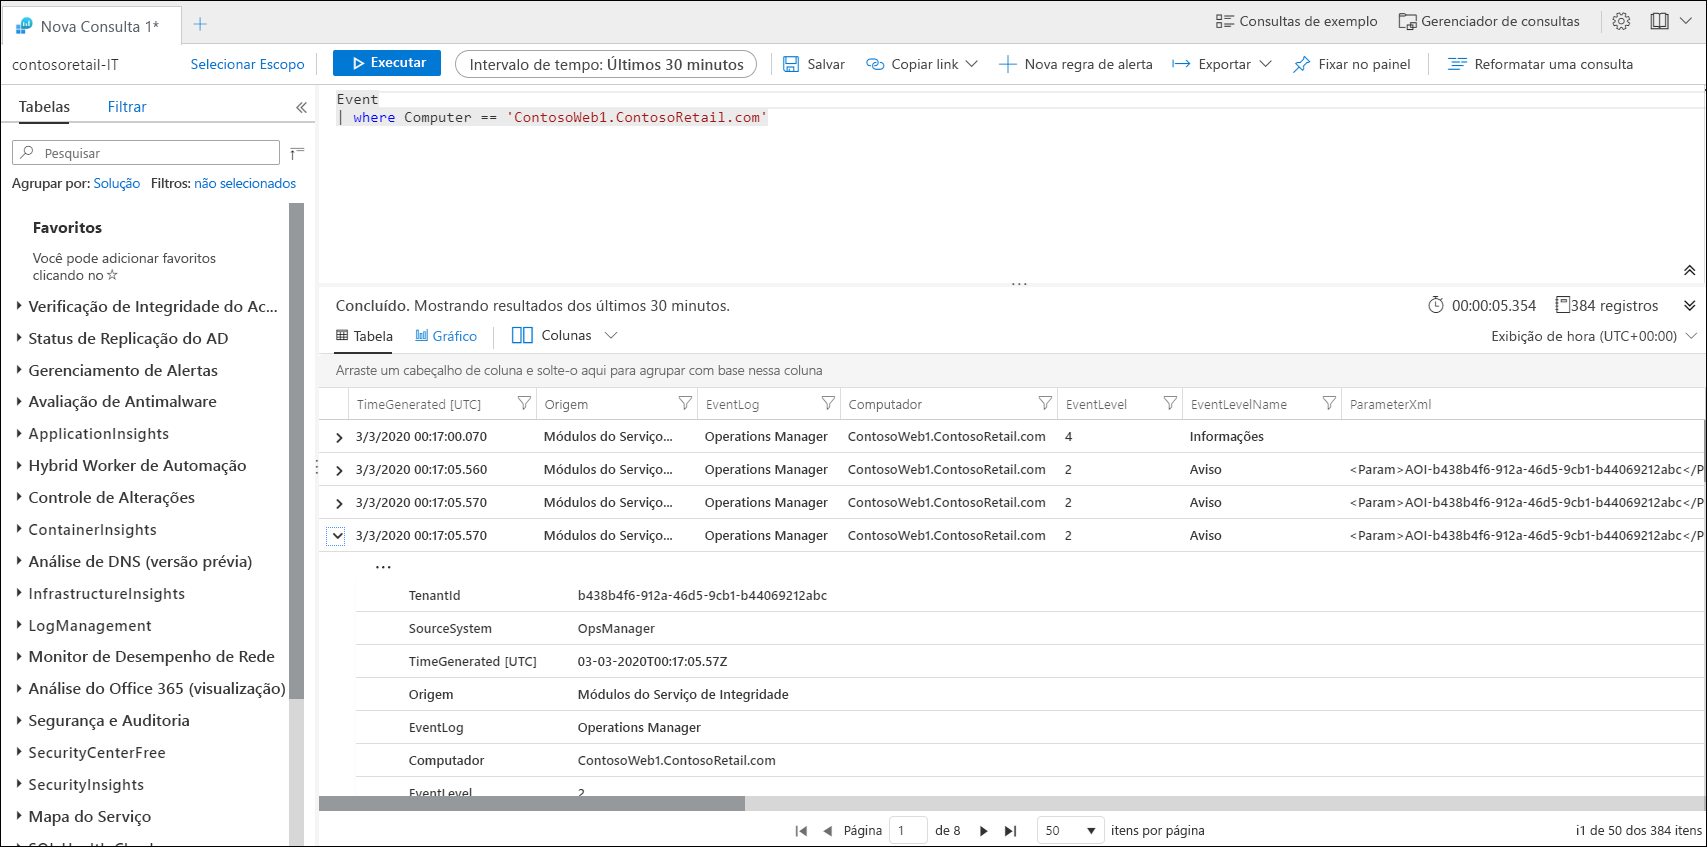 Nova Consulta 1*
Consultas de exemplo
Gerenciador de consultas
contosoretail-IT
Selecionar Escopo
Executar
Intervalo de tempo: Últimos 30 minutos
Salvar
Copiar link
Nova regra de alerta
Exportar
Fixar no painel
Reformatar uma consulta
Tabelas
Filtrar
Pesquisar
Agrupar por: Solução
Filtros: não selecionados
Favoritos
Você pode adicionar favoritos
clicando no ☆
Verificação de Integridade do Ac...
Status de Replicação do AD
Gerenciamento de Alertas
Avaliação de Antimalware
ApplicationInsights
Hybrid Worker de Automação
Controle de Alterações
ContainerInsights
Análise de DNS (versão prévia)
InfrastructureInsights
LogManagement
Monitor de Desempenho de Rede
Análise do Office 365 (visualização)
Segurança e Auditoria
SecurityCenterFree
SecurityInsights
Mapa do Serviço
Event
| where Computer == 'ContosoWeb1.ContosoRetail.com'
Concluído. Mostrando resultados dos últimos 30 minutos.
00:00:05.354
384 registros
Tabela
Gráfico
Colunas
Exibição de hora (UTC+00:00)
Arraste um cabeçalho de coluna e solte-o aqui para agrupar com base nessa coluna
TimeGenerated [UTC] Origem EventLog Computador EventLevel EventLevelName ParameterXml
3/3/2020 00:17:00.070 Módulos do Serviço... Operations Manager ContosoWeb1.ContosoRetail.com 4 Informações
3/3/2020 00:17:05.560 Módulos do Serviço... Operations Manager ContosoWeb1.ContosoRetail.com 2 Aviso <Param>AOI-b438b4f6-912a-46d5-9cb1-b44069212abc</P
3/3/2020 00:17:05.570 Módulos do Serviço... Operations Manager ContosoWeb1.ContosoRetail.com 2 Aviso <Param>AOI-b438b4f6-912a-46d5-9cb1-b44069212abc</P
3/3/2020 00:17:05.570 Módulos do Serviço... Operations Manager ContosoWeb1.ContosoRetail.com 2 Aviso <Param>AOI-b438b4f6-912a-46d5-9cb1-b44069212abc</P
...
TenantId b438b4f6-912a-46d5-9cb1-b44069212abc
SourceSystem OpsManager
TimeGenerated [UTC] 03-03-2020T00:17:05.57Z
Origem Módulos do Serviço de Integridade
EventLog Operations Manager
Computador ContosoWeb1.ContosoRetail.com
EventLevel 2
Página 1 de 8
50 itens por página
i1 de 50 dos 384 itens